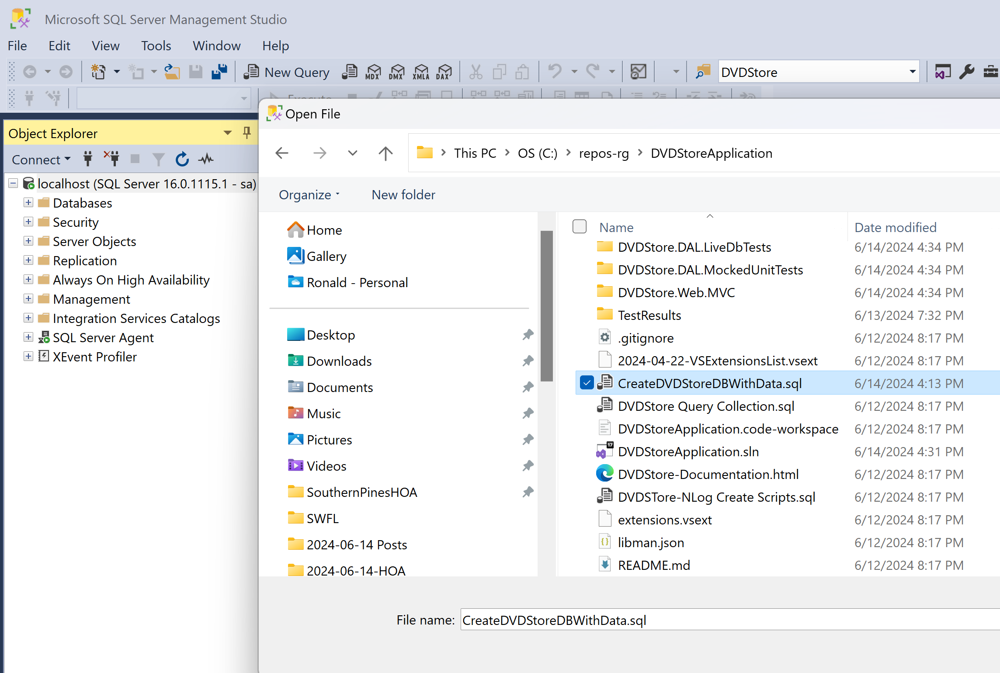 Microsoft SQL Server Management Studio
File Edit View Tools Window Help
New Query MDX DMX XMLA DAX DVDStore
Execute
Open File
Object Explorer
This PC > OS (C:) > repos-rg > DVDStoreApplication
Connect
Organize New folder
localhost (SQL Server 16.0.1115.1 - sa)
Databases
Security
Server Objects
Replication
Always On High Availability
Management
Integration Services Catalogs
SQL Server Agent
XEvent Profiler
Home
Gallery
Ronald - Personal
Desktop
Downloads
Documents
Music
Pictures
Videos
SouthernPinesHOA
SWFL
2024-06-14 Posts
2024-06-14-HOA
Name Date modified
DVDStore.DAL.LiveDbTests 6/14/2024 4:34 PM
DVDStore.DAL.MockedUnitTests 6/14/2024 4:34 PM
DVDStore.Web.MVC 6/14/2024 4:34 PM
TestResults 6/13/2024 7:32 PM
.gitignore 6/12/2024 8:17 PM
2024-04-22-VSExtensionsList.vsext 6/12/2024 8:17 PM
CreateDVDStoreDBWithData.sql 6/14/2024 4:13 PM
DVDStore Query Collection.sql 6/12/2024 8:17 PM
DVDStoreApplication.code-workspace 6/12/2024 8:17 PM
17
DVDStoreApplication.sln 6/14/2024 4:31 PM
DVDStore-Documentation.html 6/12/2024 8:17 PM
DVDSTore-NLog Create Scripts.sql 6/12/2024 8:17 PM
extensions.vsext 6/12/2024 8:17 PM
libman.json 6/12/2024 8:17 PM
README.md 6/12/2024 8:17 PM
File name: CreateDVDStoreDBWithData.sql